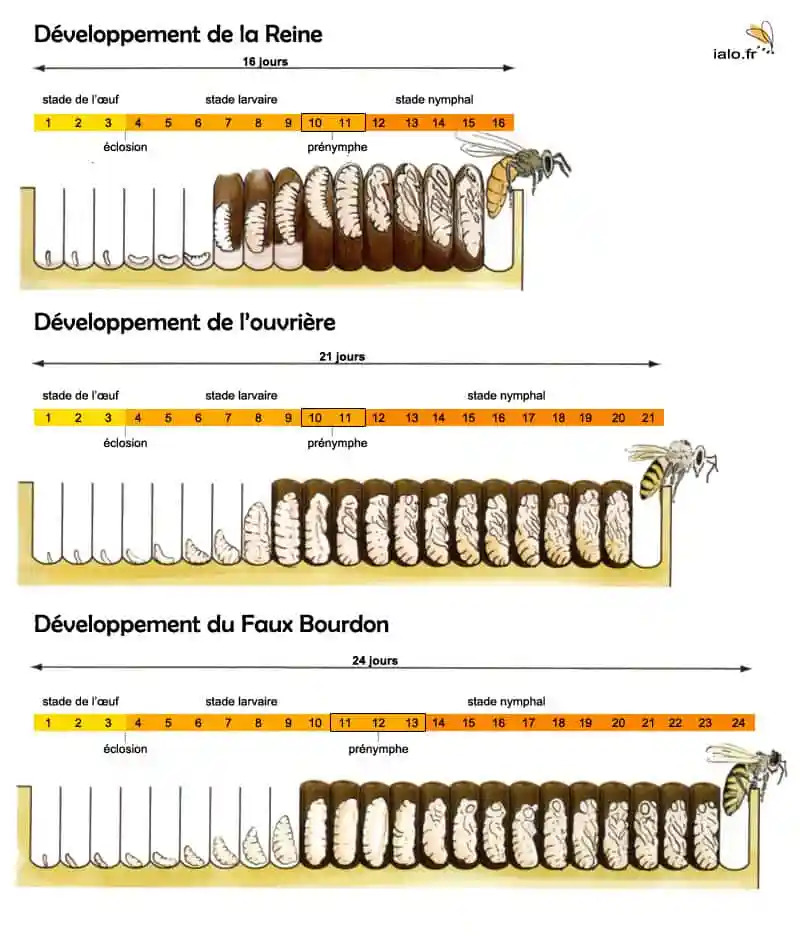 Développement de la Reine
ialo.fr
16 jours
stade de l'œuf stade larvaire stade nymphal
1 2 3 4 5 6 7 8 9 10 11 12 13 14 15 16
éclosion prénymphe
Développement de l'ouvrière
21 jours
stade de l'œuf stade larvaire stade nymphal
1 2 3 4 5 6 7 8 9 10 11 12 13 14 15 16 17 18 19 20 21
éclosion prénymphe
Développement du Faux Bourdon
24 jours
stade de l'œuf stade larvaire stade nymphal
1 2 3 4 5 6 7 8 9 10 11 12 13 14 15 16 17 18 19 20 21 22 23 24
éclosion prénymphe